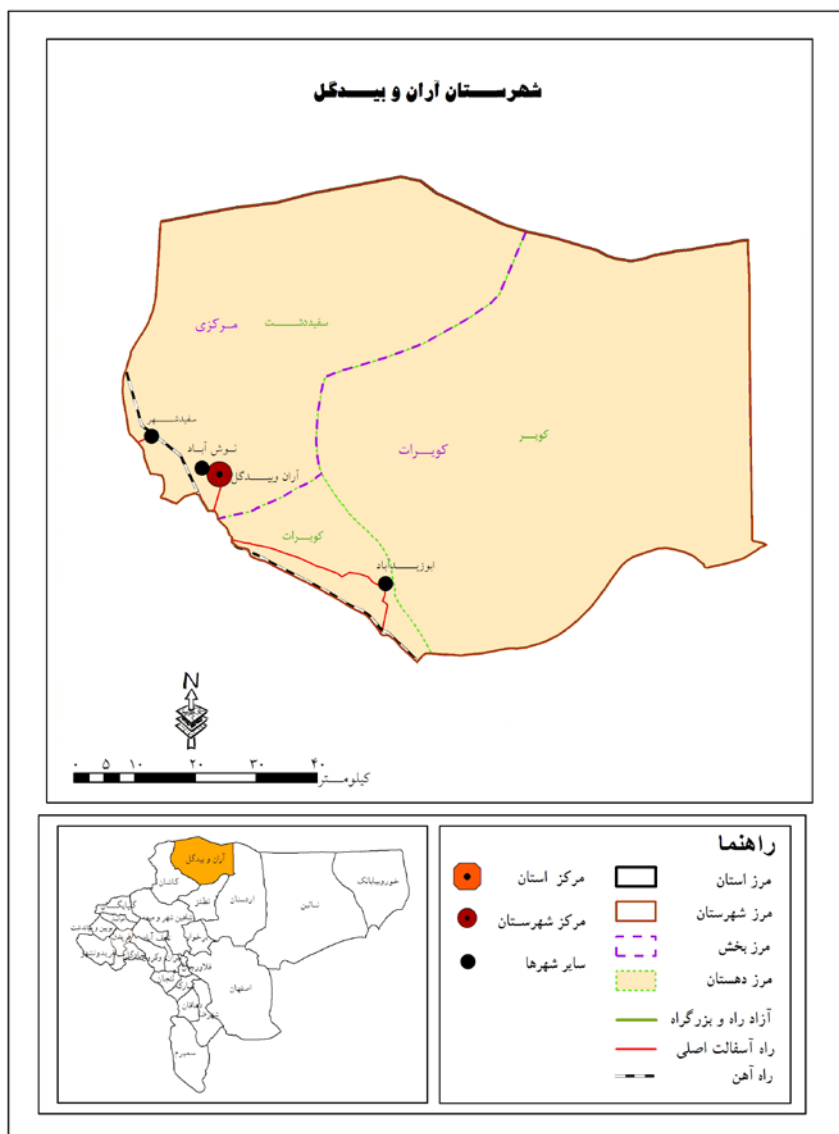 شهرستان آران و بیدگل
مرکزی
سفیددشت
سفیدشهر
نوش آباد
آران وبیدگل
کویرات
کویر
کویرات
ابوزیدآباد
N
۰ ۵ ۱۰ ۲۰ ۳۰ ۴۰
کیلومتر
راهنما
مرز استان
مرز شهرستان
مرز بخش
مرز دهستان
آزاد راه و بزرگراه
راه آسفالت اصلی
راه آهن
مرکز استان
مرکز شهرستان
سایر شهرها
آران و بیدگل
کاشان
نطنز
اردستان
نائین
خوروبیابانک
اصفهان
دهاقان
سمیرم